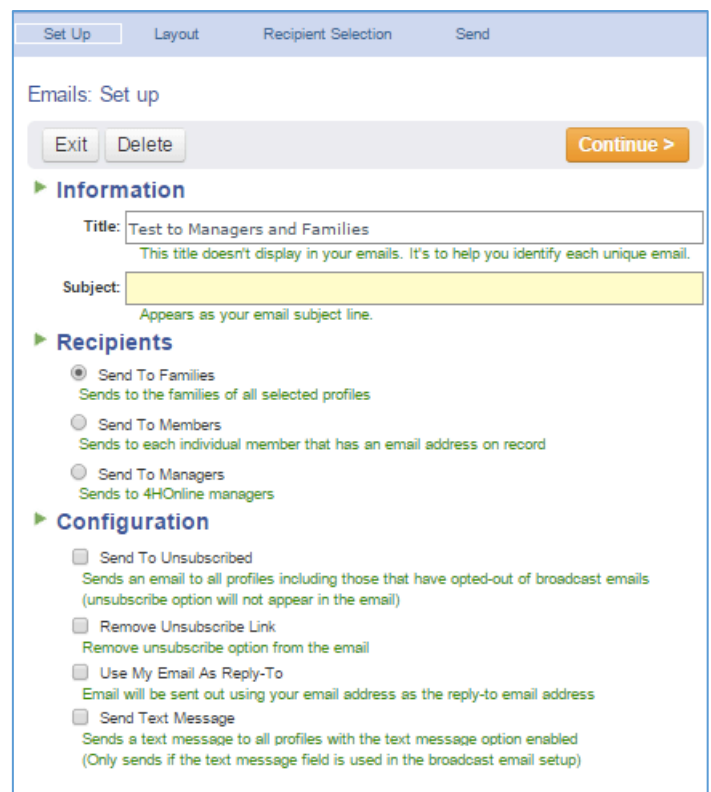 Set Up Layout Recipient Selection Send
Emails: Set up
Exit Delete Continue >
Information
Title: Test to Managers and Families
This title doesn't display in your emails. It's to help you identify each unique email.
Subject:
Appears as your email subject line.
Recipients
Send To Families
Sends to the families of all selected profiles
Send To Members
Sends to each individual member that has an email address on record
Send To Managers
Sends to 4HOnline managers
Configuration
Send To Unsubscribed
Sends an email to all profiles including those that have opted-out of broadcast emails
(unsubscribe option will not appear in the email)
Remove Unsubscribe Link
Remove unsubscribe option from the email
Use My Email As Reply-To
Email will be sent out using your email address as the reply-to email address
Send Text Message
Sends a text message to all profiles with the text message option enabled
(Only sends if the text message field is used in the broadcast email setup)